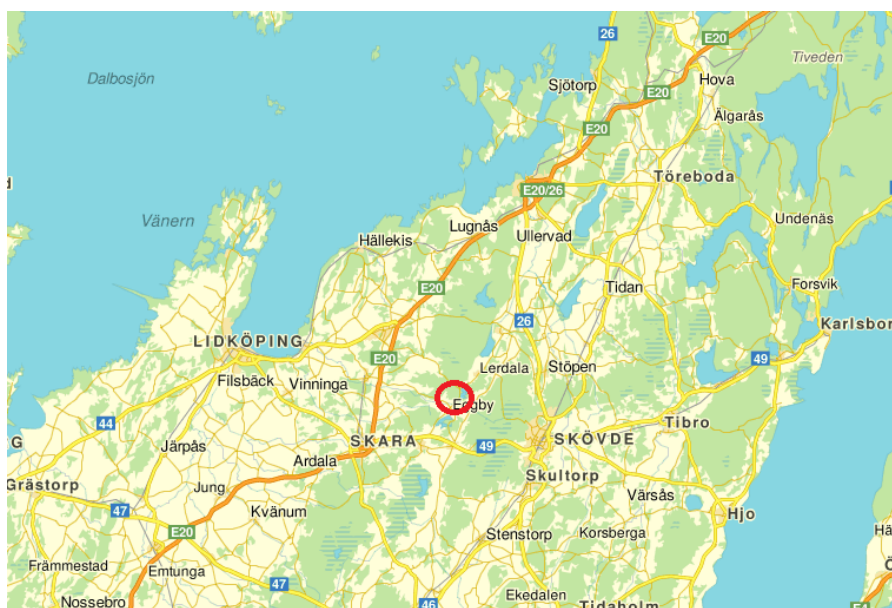 26
E20
Dalbosjön
Tiveden
Sjötorp
Hova
E20
Älgarås
E20
E20/26
Töreboda
Vänern
Lugnås
Undenäs
Hällekis
Ullervad
E20
Tidan
Forsvik
26
Karlsbor
LIDKÖPING
E20
49
Lerdala
Stöpen
Filsbäck
Vinninga
Eggby
44
Tibro
G
Järpås
SKARA
49
SKÖVDE
Ardala
Skultorp
Grästorp
Jung
Värsås
47
Kvänum
Hjo
E20
Stenstorp
Korsberga
Hä
Främmestad
Emtunga
47
Ekedalen
Nossebro
46
Tidaholm